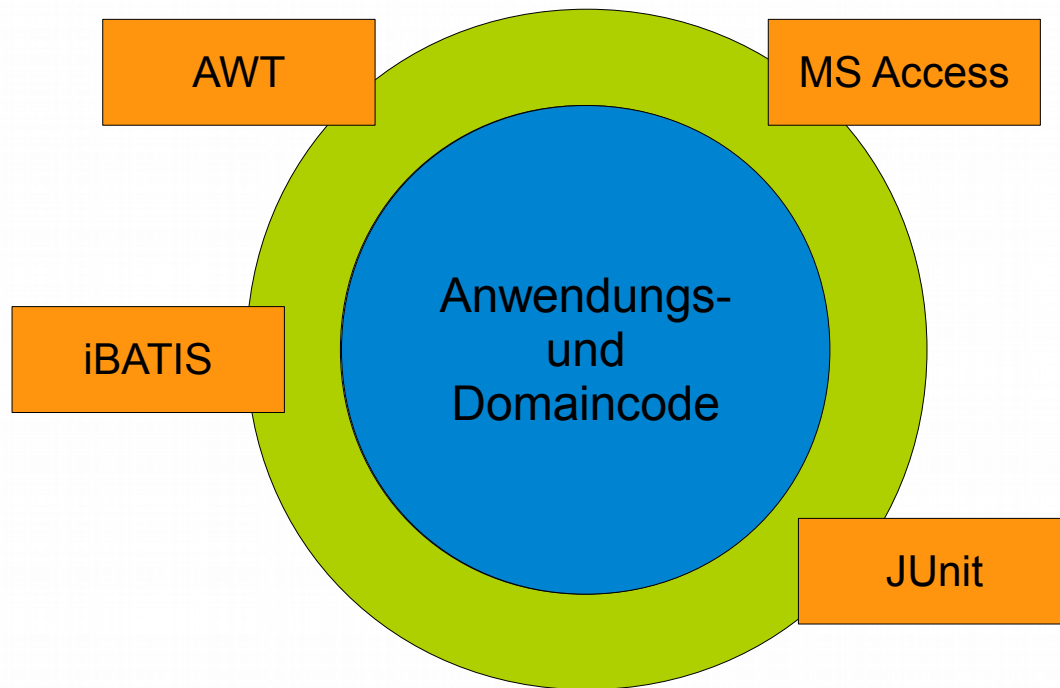 AWT
MS Access
Anwendungs-
und
Domaincode
iBATIS
JUnit